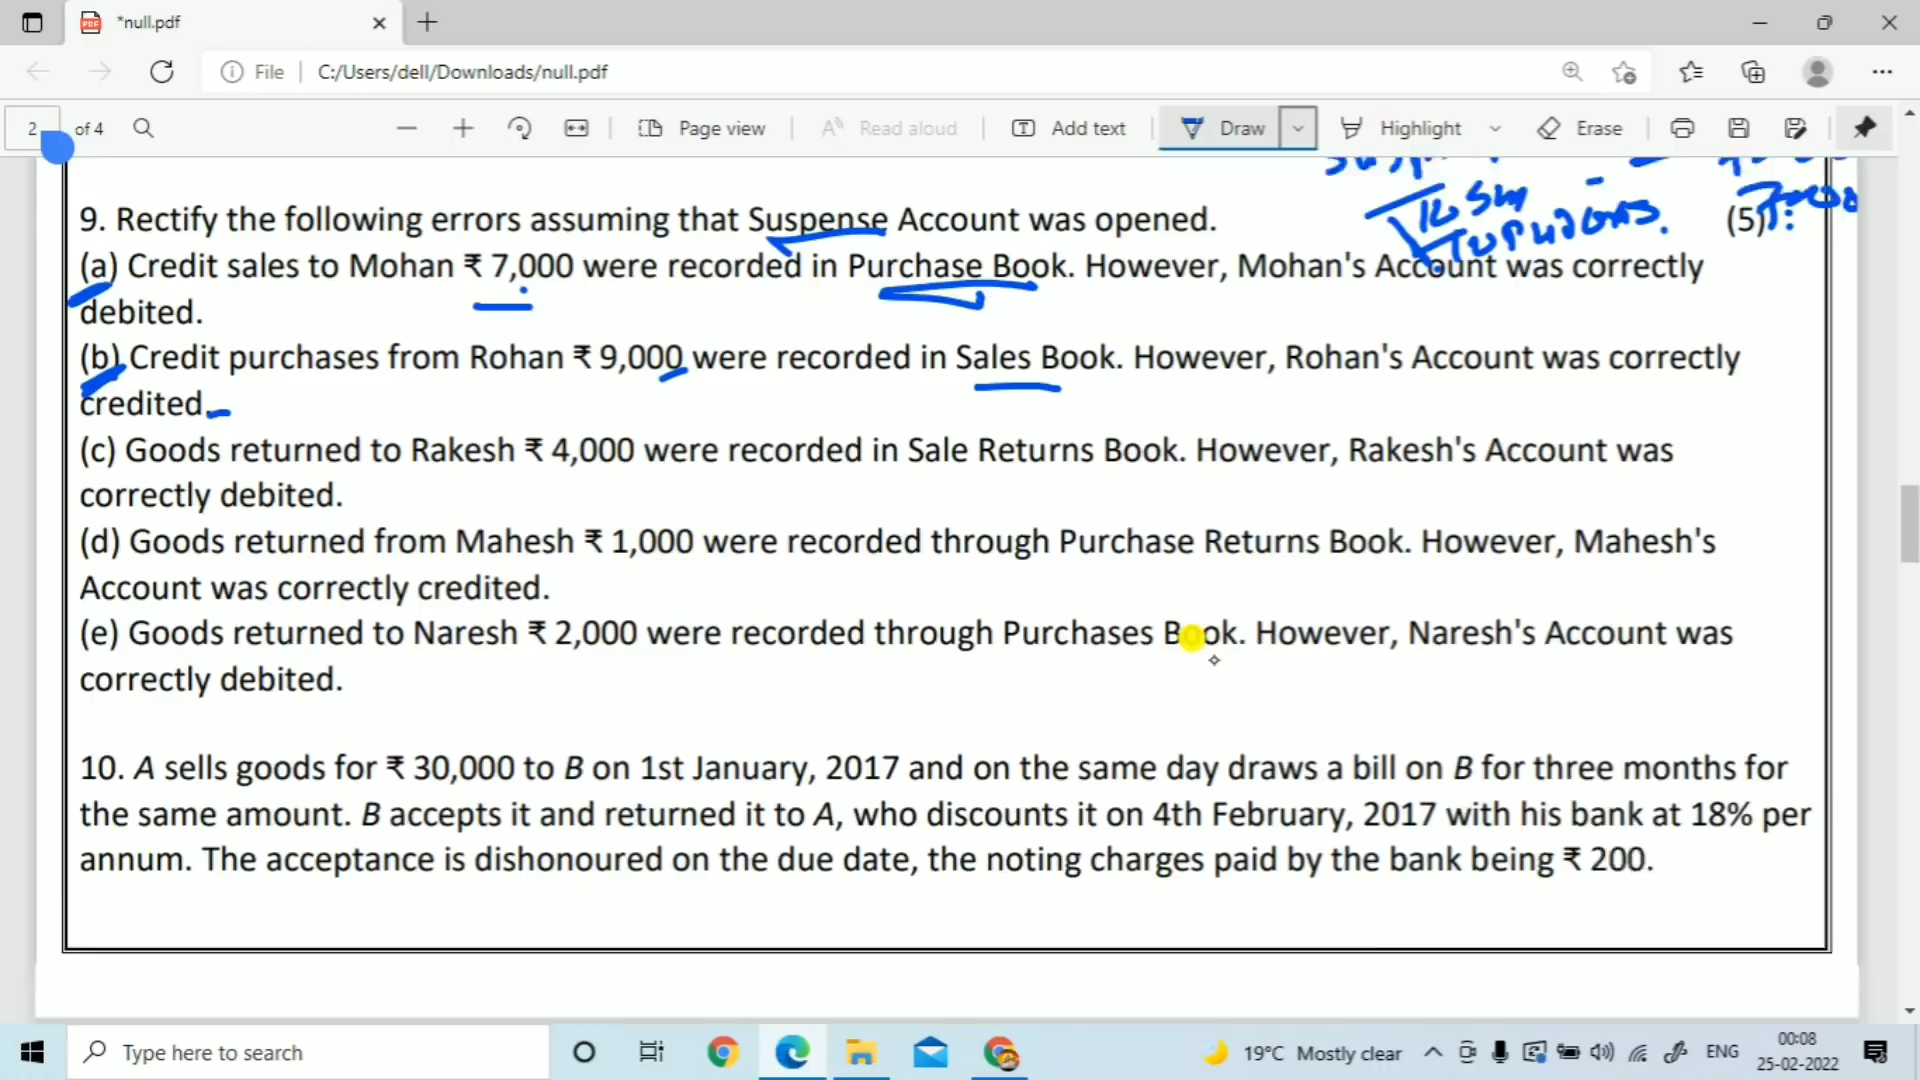 *null.pdf
File
C:/Users/dell/Downloads/null.pdf
2 of 4
Page view
Read aloud
Add text
Draw
Highlight
Erase
9. Rectify the following errors assuming that Suspense Account was opened. (5)
(a) Credit sales to Mohan ₹ 7,000 were recorded in Purchase Book. However, Mohan's Account was correctly
debited.
(b) Credit purchases from Rohan ₹ 9,000 were recorded in Sales Book. However, Rohan's Account was correctly
credited.
(c) Goods returned to Rakesh ₹ 4,000 were recorded in Sale Returns Book. However, Rakesh's Account was
correctly debited.
(d) Goods returned from Mahesh ₹ 1,000 were recorded through Purchase Returns Book. However, Mahesh's
Account was correctly credited.
(e) Goods returned to Naresh ₹ 2,000 were recorded through Purchases Book. However, Naresh's Account was
correctly debited.
10. A sells goods for ₹ 30,000 to B on 1st January, 2017 and on the same day draws a bill on B for three months for
the same amount. B accepts it and returned it to A, who discounts it on 4th February, 2017 with his bank at 18% per
annum. The acceptance is dishonoured on the due date, the noting charges paid by the bank being ₹ 200.
Type here to search
19°C Mostly clear
ENG
00:08
25-02-2022